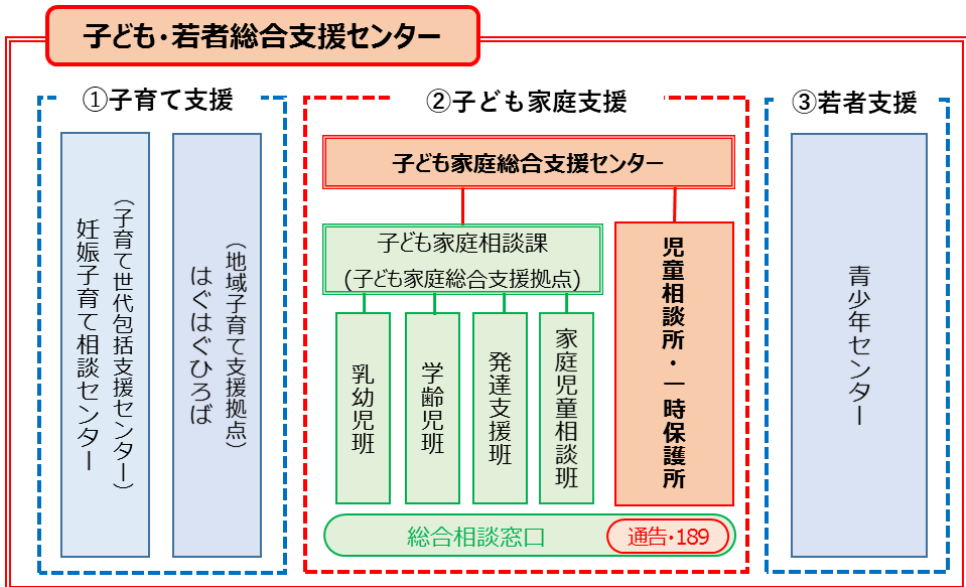 子ども・若者総合支援センター
①子育て支援
妊娠子育て相談センター
（子育て世代包括支援センター）
はぐはぐひろば
（地域子育て支援拠点）
②子ども家庭支援
子ども家庭総合支援センター
子ども家庭相談課
(子ども家庭総合支援拠点)
乳幼児班
学齢児班
発達支援班
家庭児童相談班
児童相談所・一時保護所
総合相談窓口
通告・189
③若者支援
青少年センター